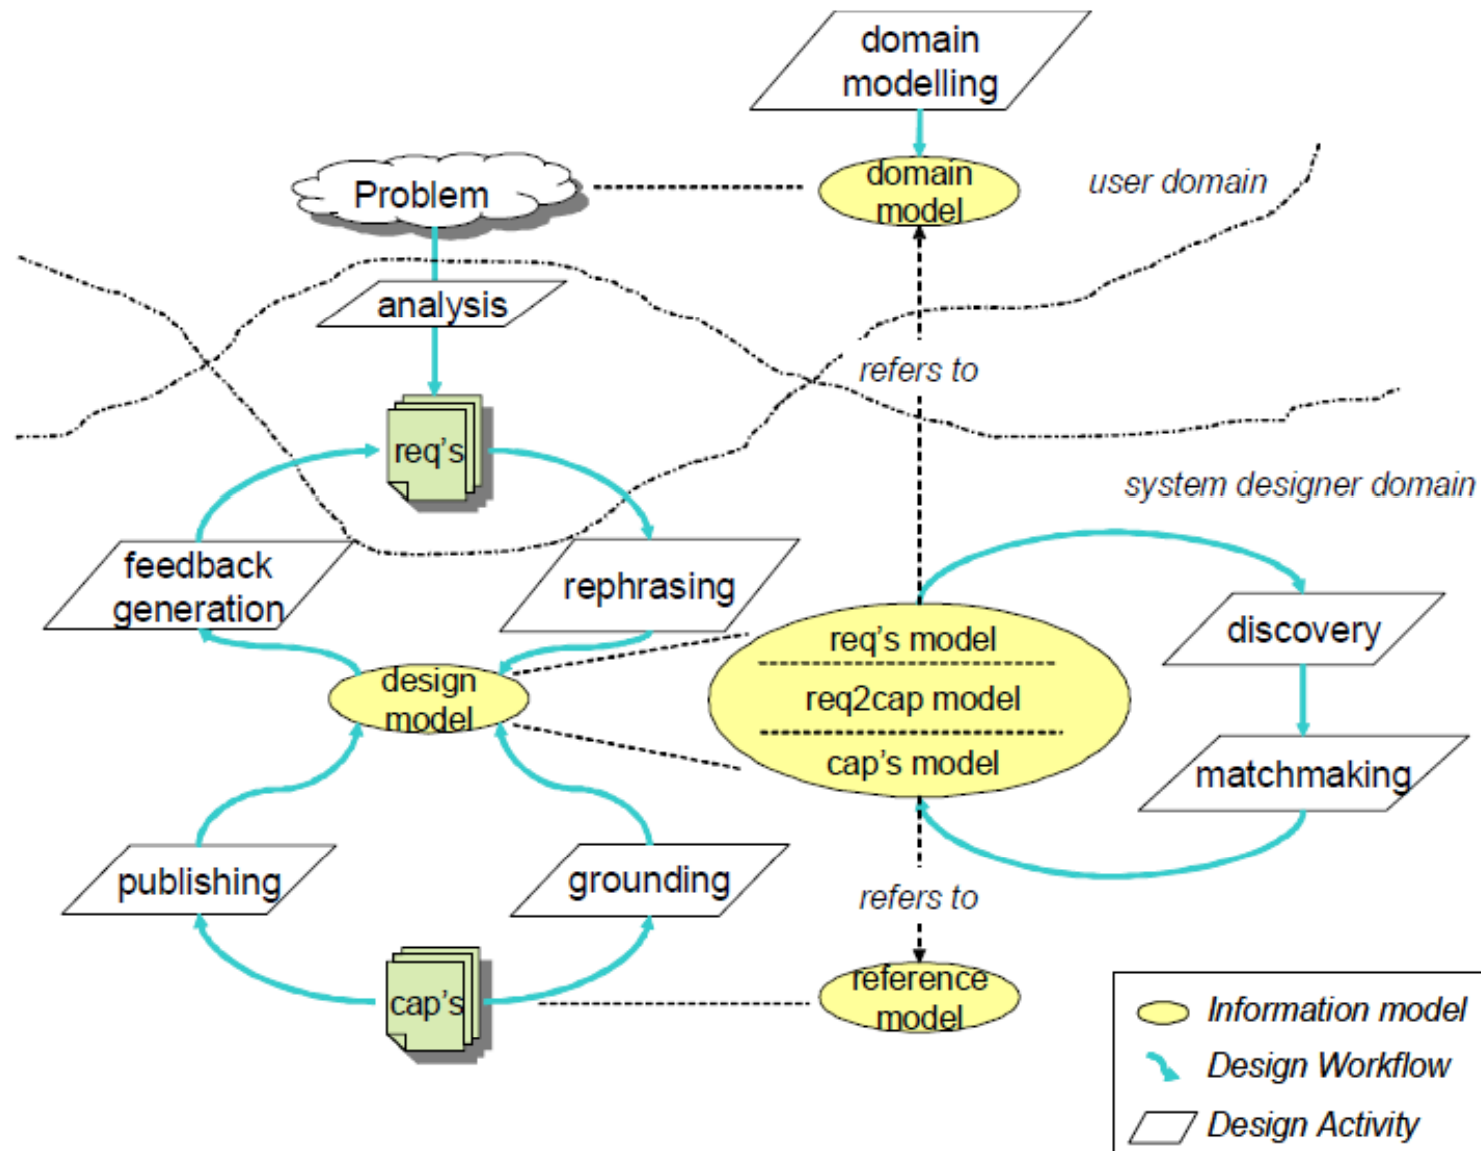 domain
modelling
Problem
domain
model
user domain
analysis
refers to
req's
system designer domain
feedback
generation
rephrasing
req's model
discovery
design
model
req2cap model
cap's model
matchmaking
publishing
grounding
refers to
cap's
reference
model
Information model
Design Workflow
Design Activity